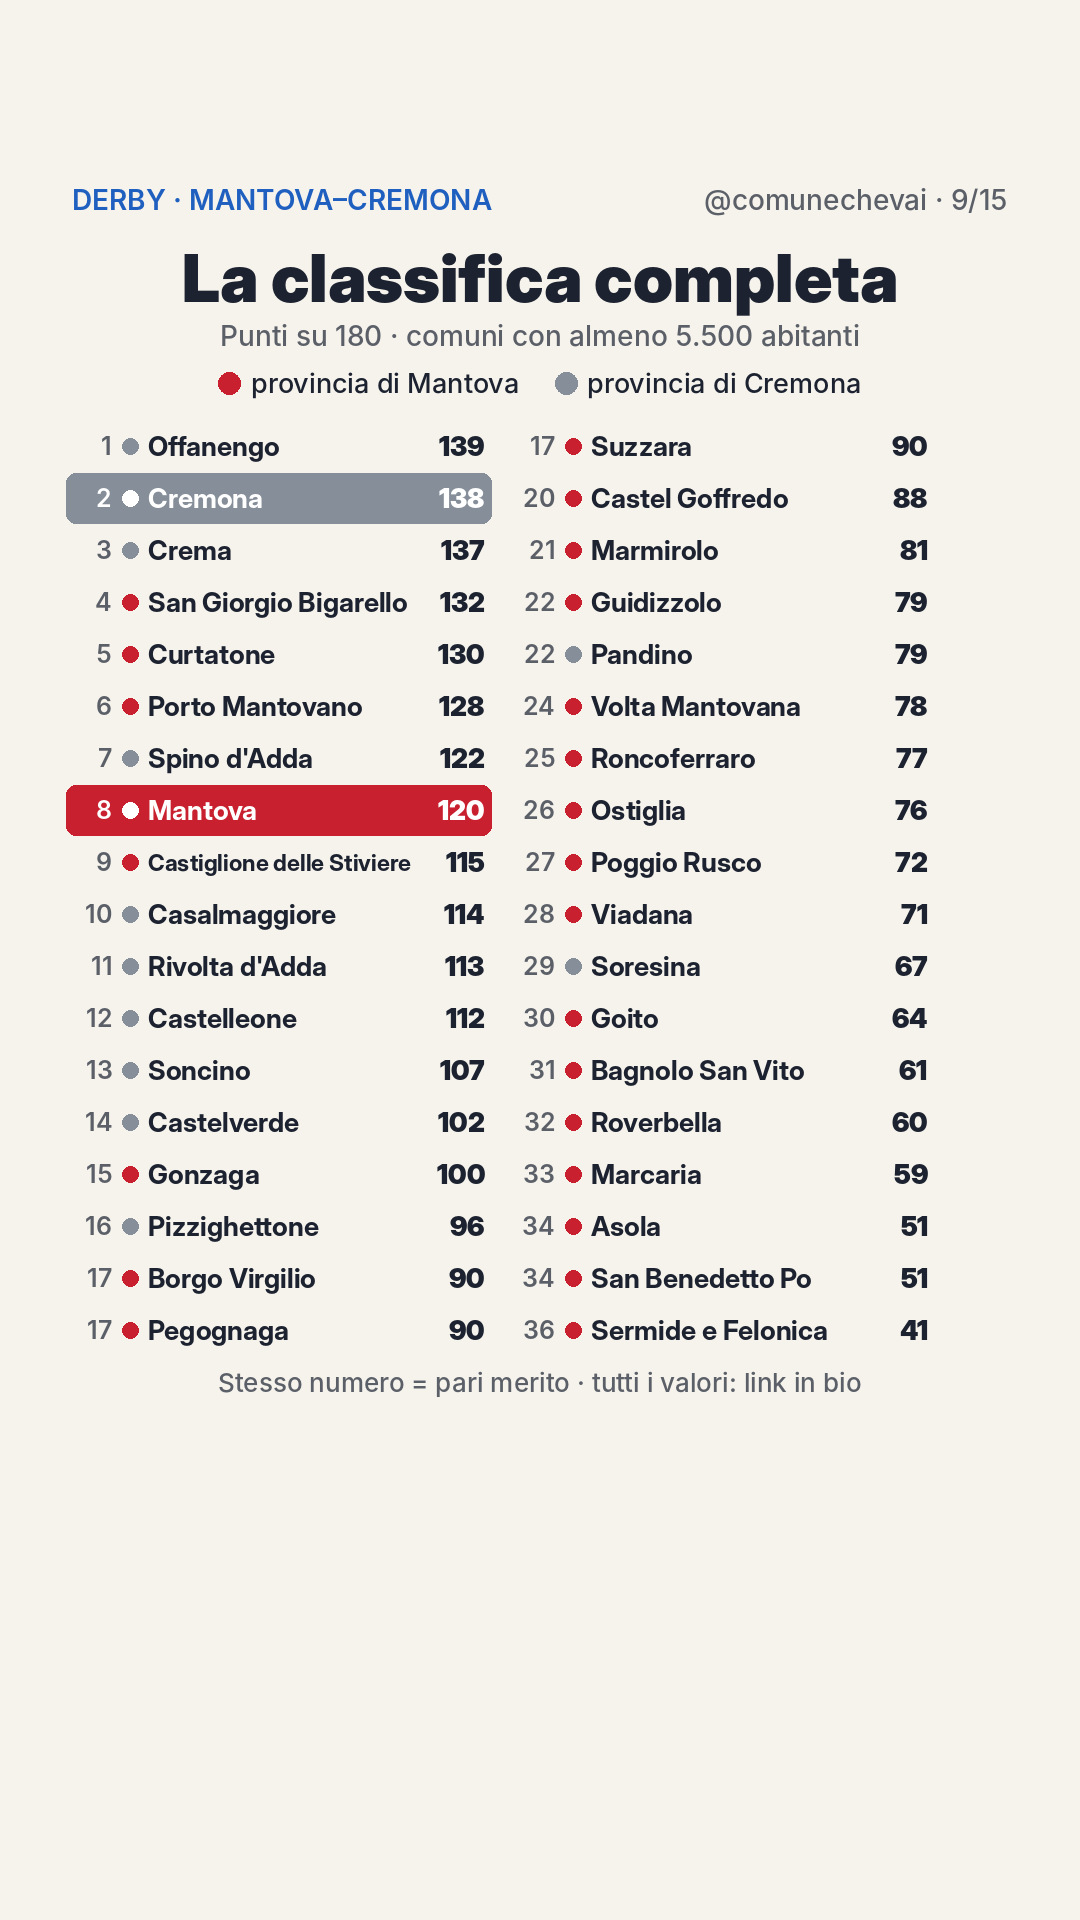 DERBY · MANTOVA–CREMONA
@comunechevai · 9/15
La classifica completa
Punti su 180 · comuni con almeno 5.500 abitanti
provincia di Mantova
provincia di Cremona
1 Offanengo 139
2 Cremona 138
3 Crema 137
4 San Giorgio Bigarello 132
5 Curtatone 130
6 Porto Mantovano 128
7 Spino d'Adda 122
8 Mantova 120
9 Castiglione delle Stiviere 115
10 Casalmaggiore 114
11 Rivolta d'Adda 113
12 Castelleone 112
13 Soncino 107
14 Castelverde 102
15 Gonzaga 100
16 Pizzighettone 96
17 Borgo Virgilio 90
17 Pegognaga 90
17 Suzzara 90
20 Castel Goffredo 88
21 Marmirolo 81
22 Guidizzolo 79
22 Pandino 79
24 Volta Mantovana 78
25 Roncoferraro 77
26 Ostiglia 76
27 Poggio Rusco 72
28 Viadana 71
29 Soresina 67
30 Goito 64
31 Bagnolo San Vito 61
32 Roverbella 60
33 Marcaria 59
34 Asola 51
34 San Benedetto Po 51
36 Sermide e Felonica 41
Stesso numero = pari merito · tutti i valori: link in bio